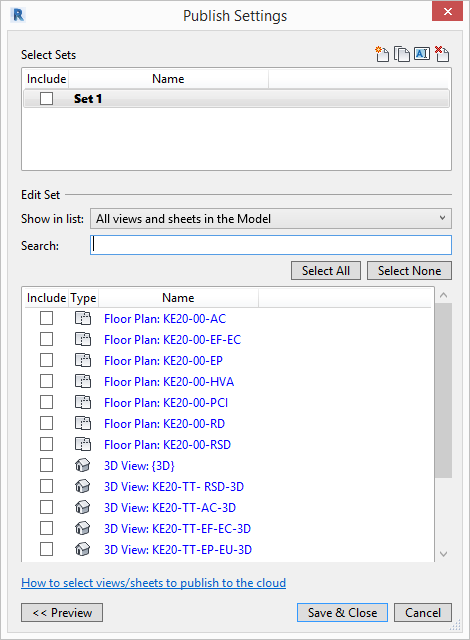 R
Publish Settings
Select Sets
Include Name
Set 1
Edit Set
Show in list: All views and sheets in the Model
Search:
Select All Select None
Include Type Name
Floor Plan: KE20-00-AC
Floor Plan: KE20-00-EF-EC
Floor Plan: KE20-00-EP
Floor Plan: KE20-00-HVA
Floor Plan: KE20-00-PCI
Floor Plan: KE20-00-RD
Floor Plan: KE20-00-RSD
3D View: {3D}
3D View: KE20-TT- RSD-3D
3D View: KE20-TT-AC-3D
3D View: KE20-TT-EF-EC-3D
3D View: KE20-TT-EP-EU-3D
How to select views/sheets to publish to the cloud
<< Preview Save & Close Cancel